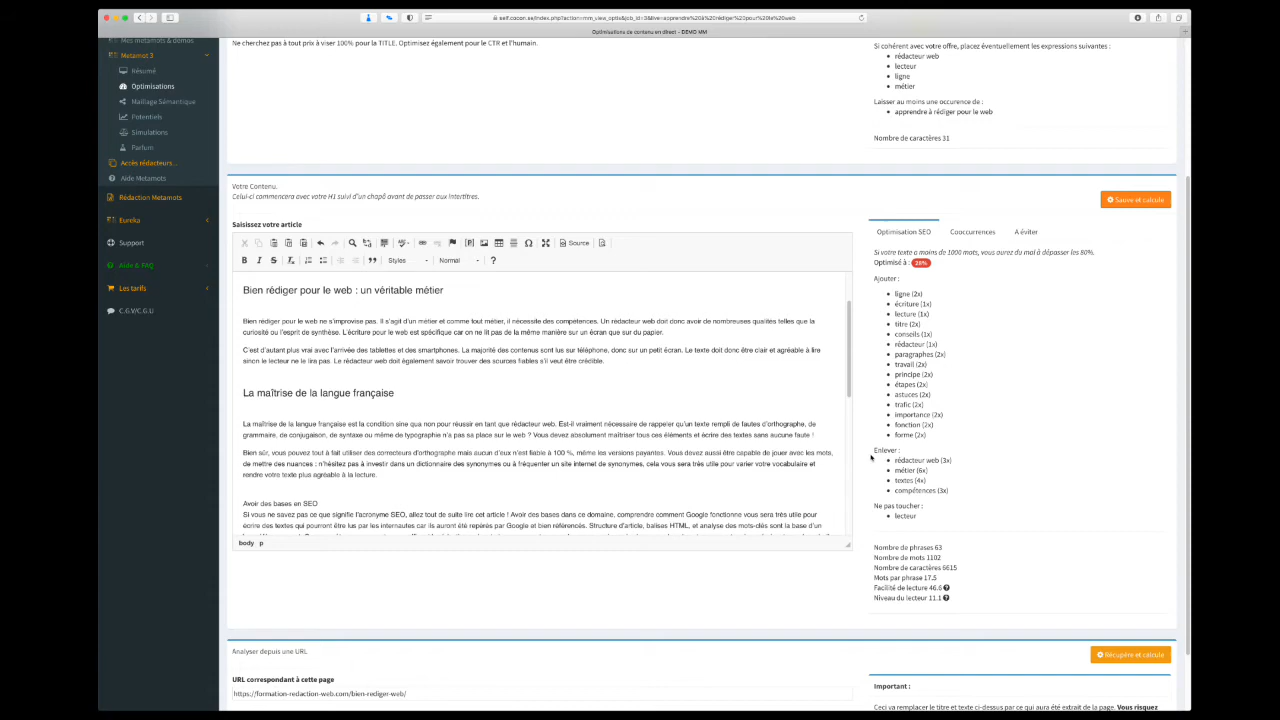 self.cocon.se/index.php?action=mm_view_optis&job_id=3&live=apprendre%20à%20rédiger%20pour%20le%20web
Optimisations de contenu en direct - DEMO MM
Mes métamots & démos
Metamot 3
Résumé
Optimisations
Maillage Sémantique
Potentiels
Simulations
Parfum
Accès rédacteurs...
Aide Metamots
Rédaction Metamots
Eureka
Support
Aide & FAQ
Les tarifs
C.G.V/C.G.U
Ne cherchez pas à tout prix à viser 100% pour la TITLE. Optimisez également pour le CTR et l'humain.
Si cohérent avec votre offre, placez éventuellement les expressions suivantes :
rédacteur web
lecteur
ligne
métier
Laisser au moins une occurence de :
apprendre à rédiger pour le web
Nombre de caractères 31
Votre Contenu.
Celui-ci commencera avec votre H1 suivi d'un chapô avant de passer aux intertitres.
Sauve et calcule
Saisissez votre article
Source
B I S
Styles
Normal
?
Bien rédiger pour le web : un véritable métier
Bien rédiger pour le web ne s'improvise pas. Il s'agit d'un métier et comme tout métier, il nécessite des compétences. Un rédacteur web doit donc avoir de nombreuses qualités telles que la
curiosité ou l'esprit de synthèse. L'écriture pour le web est spécifique car on ne lit pas de la même manière sur un écran que sur du papier.
C'est d'autant plus vrai avec l'arrivée des tablettes et des smartphones. La majorité des contenus sont lus sur téléphone, donc sur un petit écran. Le texte doit donc être clair et agréable à lire
sinon le lecteur ne le lira pas. Le rédacteur web doit également savoir trouver des sources fiables s'il veut être crédible.
La maîtrise de la langue française
La maîtrise de la langue française est la condition sine qua non pour réussir en tant que rédacteur web. Est-il vraiment nécessaire de rappeler qu'un texte rempli de fautes d'orthographe, de
grammaire, de conjugaison, de syntaxe ou même de typographie n'a pas sa place sur le web ? Vous devez absolument maîtriser tous ces éléments et écrire des textes sans aucune faute !
Bien sûr, vous pouvez tout à fait utiliser des correcteurs d'orthographe mais aucun d'eux n'est fiable à 100 %, même les versions payantes. Vous devez aussi être capable de jouer avec les mots,
de mettre des nuances : n'hésitez pas à investir dans un dictionnaire des synonymes ou à fréquenter un site internet de synonymes, cela vous sera très utile pour varier votre vocabulaire et
rendre votre texte plus agréable à la lecture.
Avoir des bases en SEO
Si vous ne savez pas ce que signifie l'acronyme SEO, allez tout de suite lire cet article ! Avoir des bases dans ce domaine, comprendre comment Google fonctionne vous sera très utile pour
écrire des textes qui pourront être lus par les internautes car ils auront été repérés par Google et bien référencés. Structure d'article, balises HTML, et analyse des mots-clés sont la base d'un
body p
Optimisation SEO
Cooccurrences
A éviter
Si votre texte a moins de 1000 mots, vous aurez du mal à dépasser les 80%.
Optimisé à : 28%
Ajouter :
ligne (2x)
écriture (1x)
lecture (1x)
titre (2x)
conseils (1x)
rédacteur (1x)
paragraphes (2x)
travail (2x)
principe (2x)
étapes (2x)
astuces (2x)
trafic (2x)
importance (2x)
fonction (2x)
forme (2x)
Enlever :
rédacteur web (3x)
métier (6x)
textes (4x)
compétences (3x)
Ne pas toucher :
lecteur
Nombre de phrases 63
Nombre de mots 1102
Nombre de caractères 6615
Mots par phrase 17.5
Facilité de lecture 46.6
Niveau du lecteur 11.1
Analyser depuis une URL
Récupère et calcule
URL correspondant à cette page
https://formation-redaction-web.com/bien-rediger-web/
Important :
Ceci va remplacer le titre et texte ci-dessus par ce qui aura été extrait de la page. Vous risquez